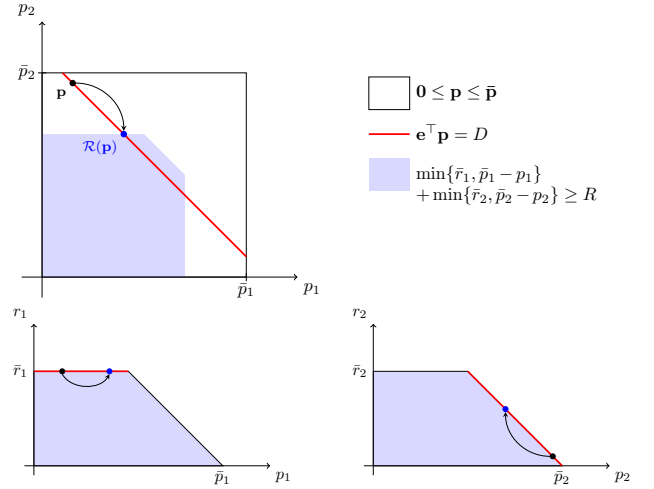 p₂
p̄₂
𝐩
ℛ(𝐩)
p̄₁
p₁
𝟎 ≤ 𝐩 ≤ 𝐩̄
𝐞⊤𝐩 = D
min{r̄₁, p̄₁ − p₁}
+ min{r̄₂, p̄₂ − p₂} ≥ R
r₁
r̄₁
p̄₁
p₁
r₂
r̄₂
p̄₂
p₂